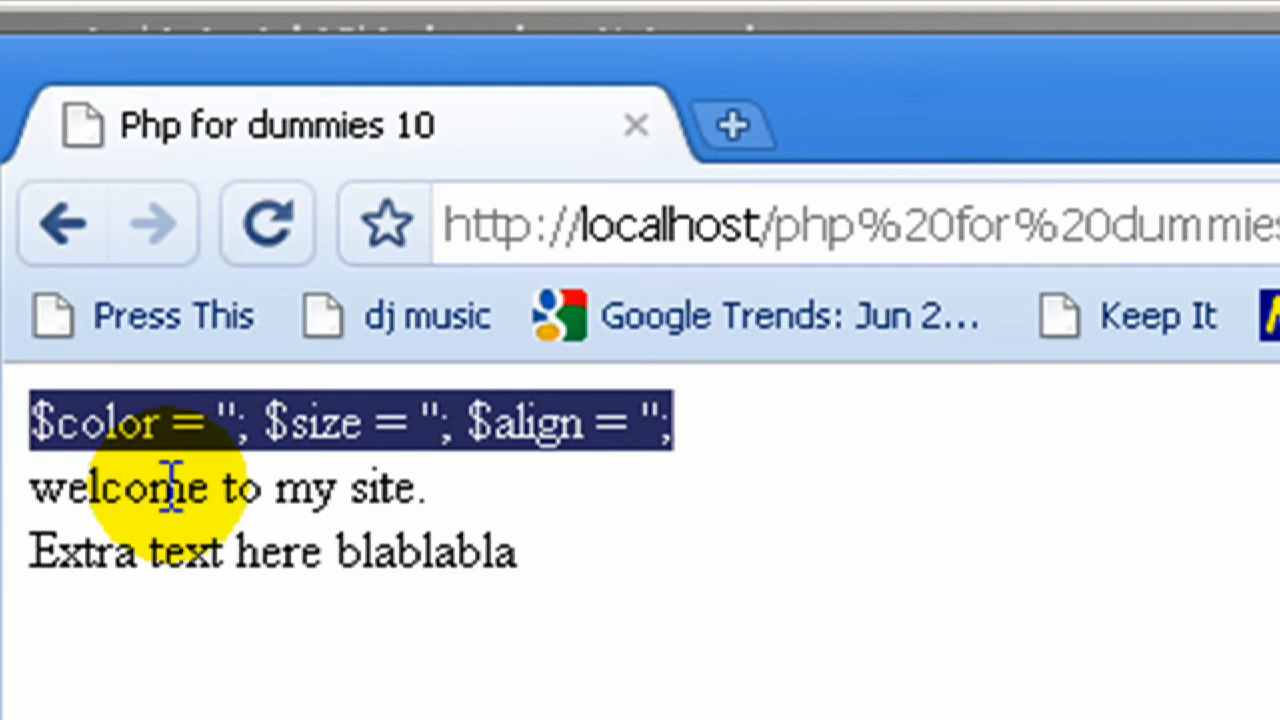 Php for dummies 10
http://localhost/php%20for%20dummies
Press This dj music Google Trends: Jun 2... Keep It
$color = ''; $size = ''; $align = '';
welcome to my site.
Extra text here blablabla